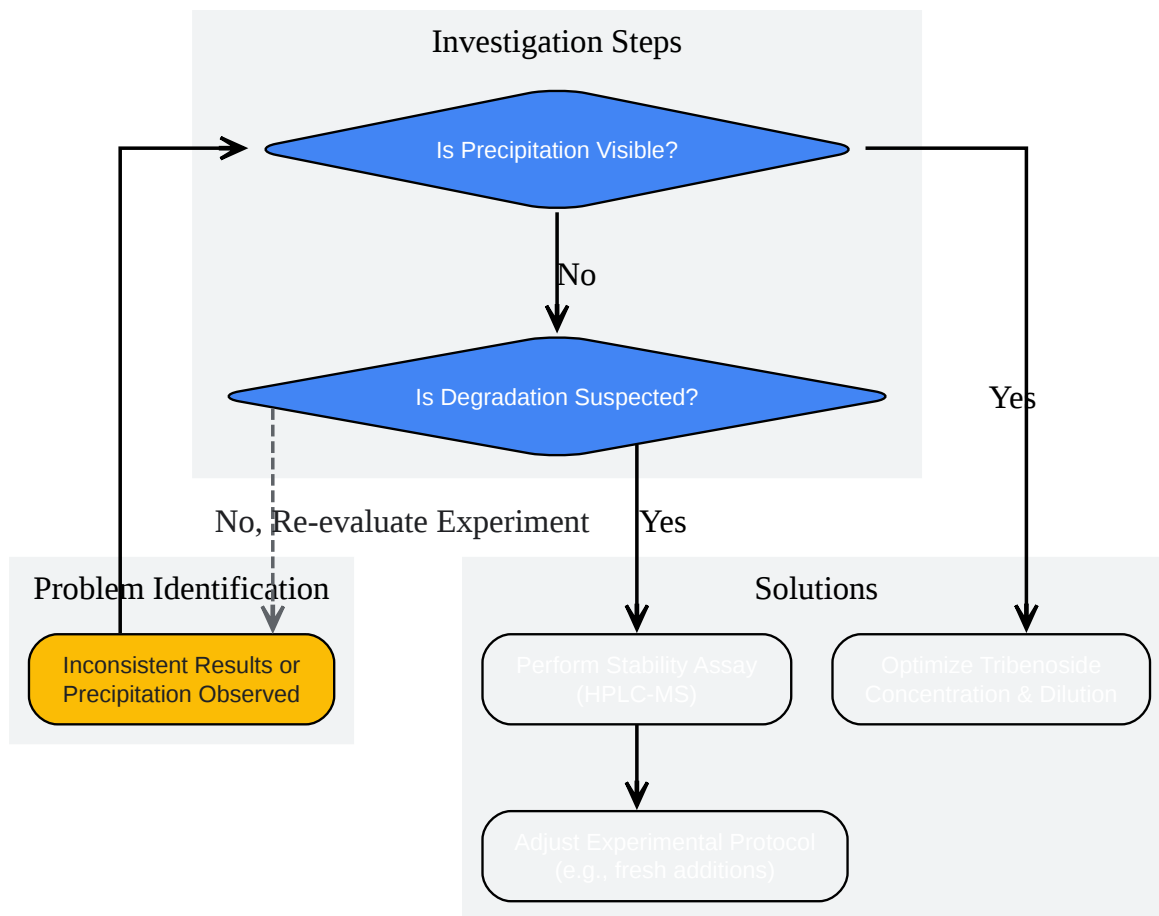 Investigation Steps
Is Precipitation Visible?
No
Is Degradation Suspected?
Yes
No, Re-evaluate Experiment
Yes
Problem Identification
Solutions
Inconsistent Results or
Precipitation Observed
Perform Stability Assay
(HPLC-MS)
Optimize Tribenoside
Concentration & Dilution
Adjust Experimental Protocol
(e.g., fresh additions)